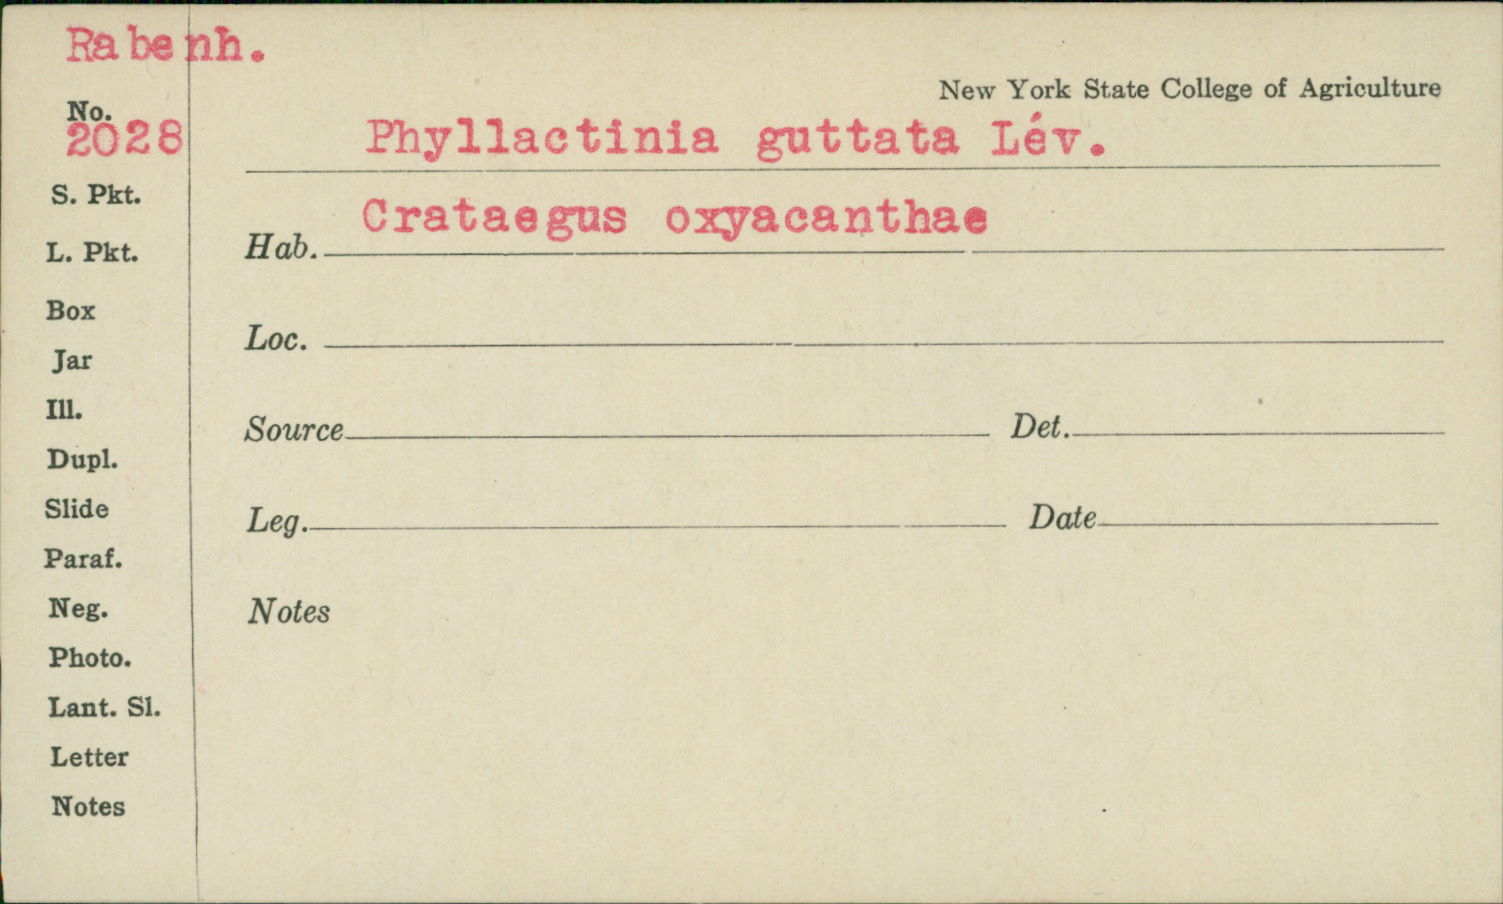 Rabenh.
New York State College of Agriculture
No.
2028
Phyllactinia guttata Lév.
S. Pkt.
Crataegus oxyacanthae
Hab.
L. Pkt.
Box
Loc.
Jar
Ill.
Source Det.
Dupl.
Slide
Leg. Date
Paraf.
Neg.
Notes
Photo.
Lant. Sl.
Letter
Notes